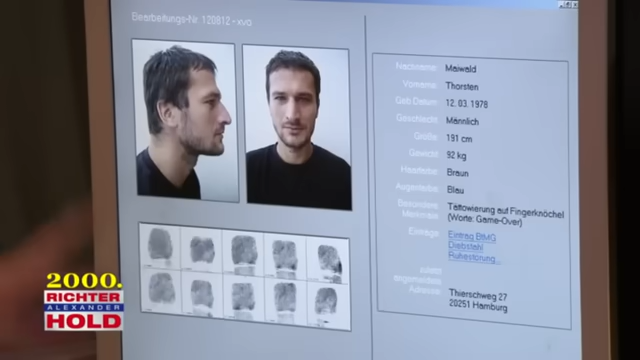 Bearbeitungs-Nr 120812 - XVG
Nachname: Maiwald
Vorname: Thorsten
Geb.Datum: 12. 03. 1978
Geschlecht: Männlich
Größe: 191 cm
Gewicht: 92 kg
Haarfarbe: Braun
Augenfarbe: Blau
Besondere Tätowierung auf Fingerknöchel
Merkmale: (Worte: Game-Over)
Einträge: Eintrag BtMG
Diebstahl
Ruhestörung
zuletzt
angemeldete
Adresse: Thierschweg 27
20251 Hamburg
2000.
RICHTER
ALEXANDER
HOLD